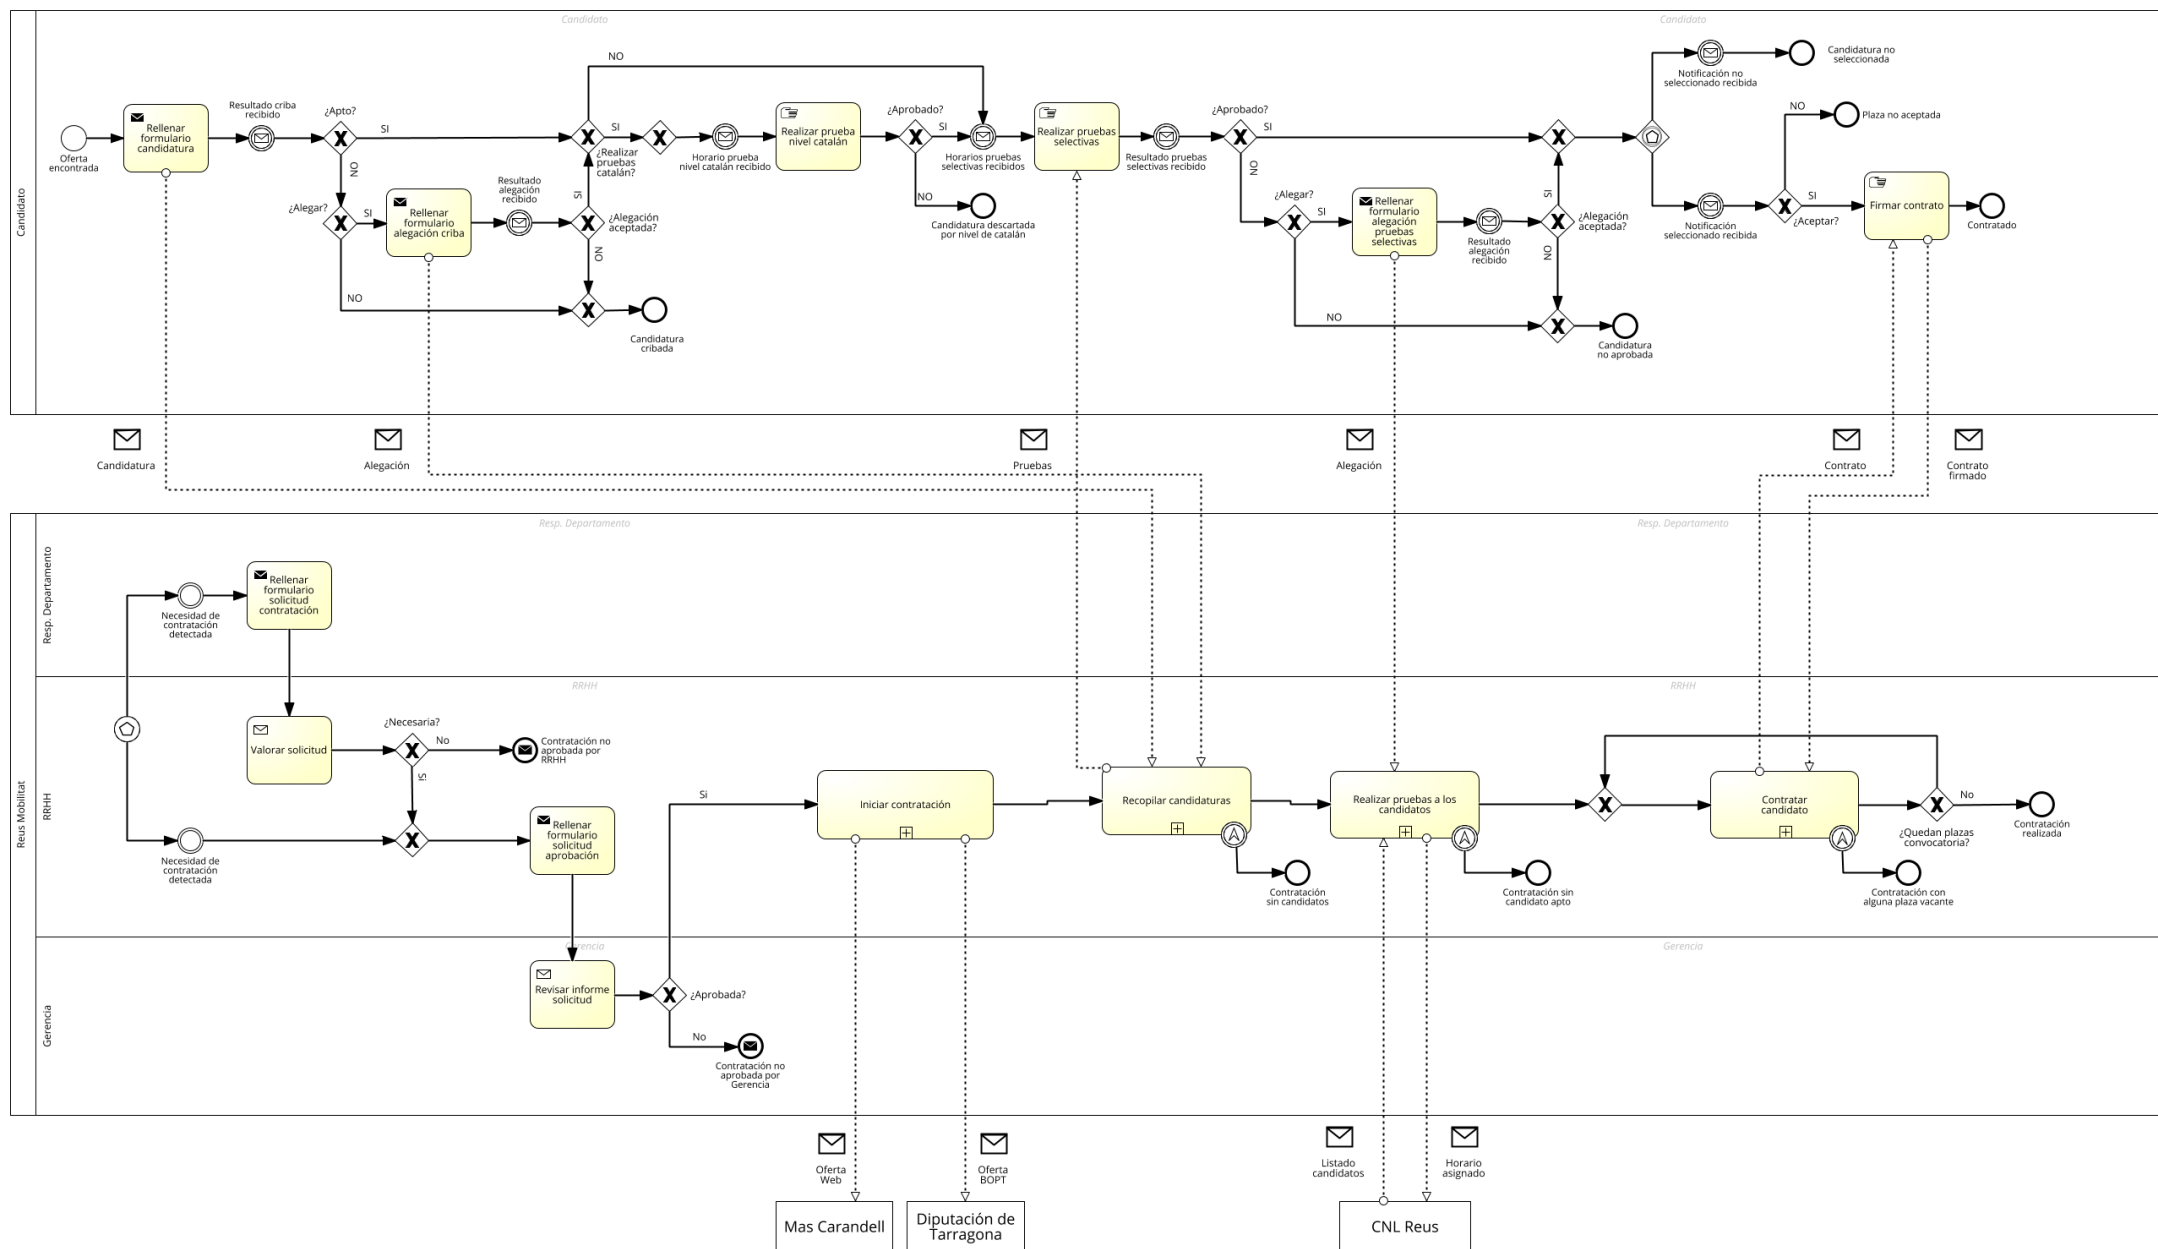 Candidato
Candidato
Candidato
NO
Candidatura no
seleccionada
Notificación no
seleccionado recibida
Resultado criba
recibido
¿Apto?
¿Aprobado?
¿Aprobado?
NO
Plaza no aceptada
Oferta
encontrada
Rellenar
formulario
candidatura
SI
SI
¿Realizar
pruebas
catalán?
Horario prueba
nivel catalán recibido
Realizar prueba
nivel catalán
SI
Horarios pruebas
selectivas recibidos
Realizar pruebas
selectivas
Resultado pruebas
selectivas recibido
SI
NO
Resultado
alegación
recibido
SI
NO
Candidatura descartada
por nivel de catalán
NO
¿Alegar?
SI
Rellenar
formulario
alegación criba
¿Alegación
aceptada?
NO
¿Alegar?
SI
Rellenar
formulario
alegación
pruebas
selectivas
Resultado
alegación
recibido
SI
¿Alegación
aceptada?
NO
Notificación
seleccionado recibida
SI
¿Aceptar?
Firmar contrato
Contratado
NO
Candidatura
cribada
NO
Candidatura
no aprobada
Candidatura
Alegación
Pruebas
Alegación
Contrato
Contrato
firmado
Reus Mobilitat
Resp. Departamento
Resp. Departamento
Resp. Departamento
Necesidad de
contratación
detectada
Rellenar
formulario
solicitud
contratación
RRHH
RRHH
RRHH
Valorar solicitud
¿Necesaria?
No
Contratación no
aprobada por
RRHH
Si
Necesidad de
contratación
detectada
Rellenar
formulario
solicitud
aprobación
Si
Iniciar contratación
Recopilar candidaturas
Contratación
sin candidatos
Realizar pruebas a los
candidatos
Contratación sin
candidato apto
Contratar
candidato
Contratación con
alguna plaza vacante
¿Quedan plazas
convocatoria?
No
Contratación
realizada
Gerencia
Gerencia
Gerencia
Revisar informe
solicitud
¿Aprobada?
No
Contratación no
aprobada por
Gerencia
Oferta
Web
Oferta
BOPT
Listado
candidatos
Horario
asignado
Mas Carandell
Diputación de
Tarragona
CNL Reus